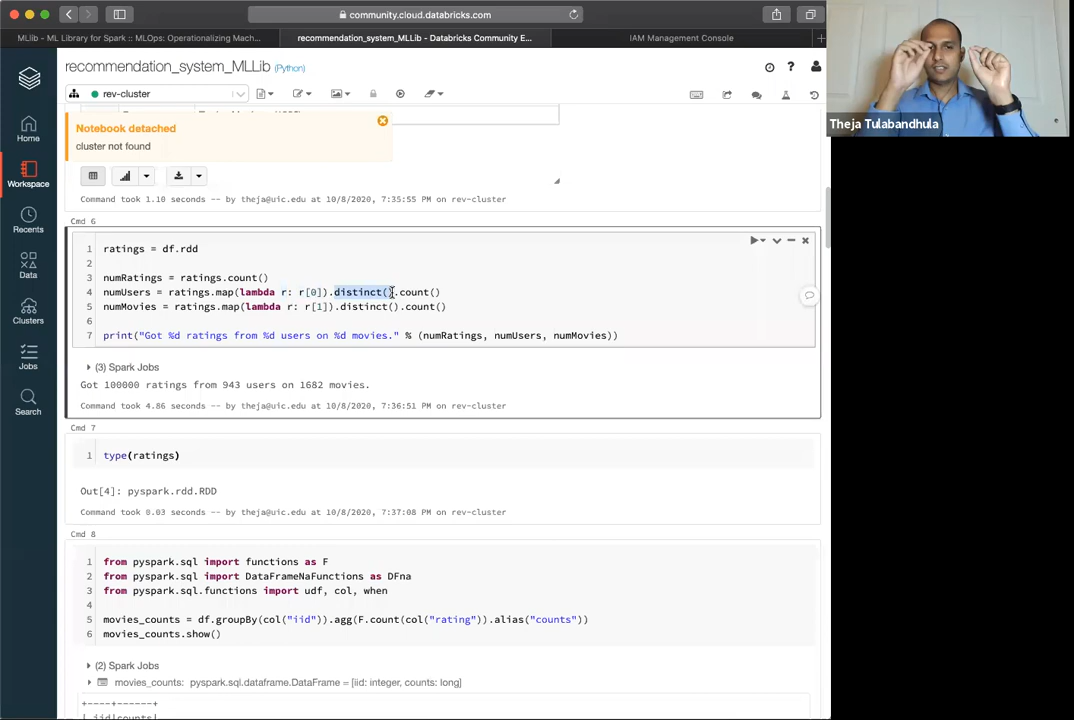 community.cloud.databricks.com
MLlib - ML Library for Spark :: MLOps: Operationalizing Mach...
recommendation_system_MLLib - Databricks Community E...
IAM Management Console
recommendation_system_MLLib (Python)
rev-cluster
Theja Tulabandhula
Home
Workspace
Recents
Data
Clusters
Jobs
Search
Notebook detached
cluster not found
Command took 1.10 seconds -- by theja@uic.edu at 10/8/2020, 7:35:55 PM on rev-cluster
Cmd 6
1 ratings = df.rdd
2
3 numRatings = ratings.count()
4 numUsers = ratings.map(lambda r: r[0]).distinct().count()
5 numMovies = ratings.map(lambda r: r[1]).distinct().count()
6
7 print("Got %d ratings from %d users on %d movies." % (numRatings, numUsers, numMovies))
(3) Spark Jobs
Got 100000 ratings from 943 users on 1682 movies.
Command took 4.86 seconds -- by theja@uic.edu at 10/8/2020, 7:36:51 PM on rev-cluster
Cmd 7
1 type(ratings)
Out[4]: pyspark.rdd.RDD
Command took 0.03 seconds -- by theja@uic.edu at 10/8/2020, 7:37:08 PM on rev-cluster
Cmd 8
1 from pyspark.sql import functions as F
2 from pyspark.sql import DataFrameNaFunctions as DFna
3 from pyspark.sql.functions import udf, col, when
4
5 movies_counts = df.groupBy(col("iid")).agg(F.count(col("rating")).alias("counts"))
6 movies_counts.show()
(2) Spark Jobs
movies_counts: pyspark.sql.dataframe.DataFrame = [iid: integer, counts: long]
+----+------+
| iid|counts|